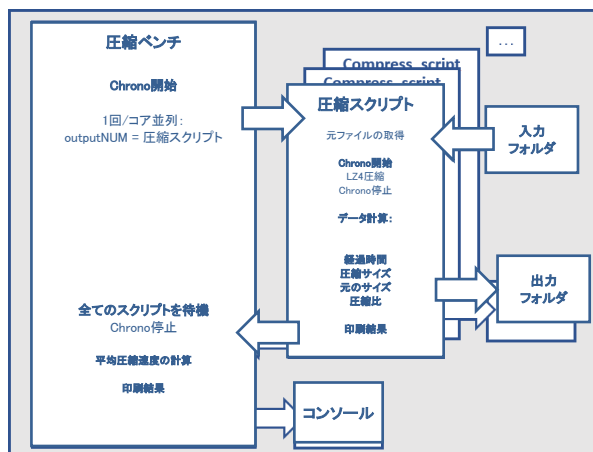 圧縮ベンチ
Chrono開始
1回/コア並列:
outputNUM = 圧縮スクリプト
全てのスクリプトを待機
Chrono停止
平均圧縮速度の計算
印刷結果
Compress_script
Compress_script
圧縮スクリプト
元ファイルの取得
Chrono開始
LZ4圧縮
Chrono停止
データ計算:
経過時間
圧縮サイズ
元のサイズ
圧縮比
印刷結果
...
入力
フォルダ
出力
フォルダ
コンソール